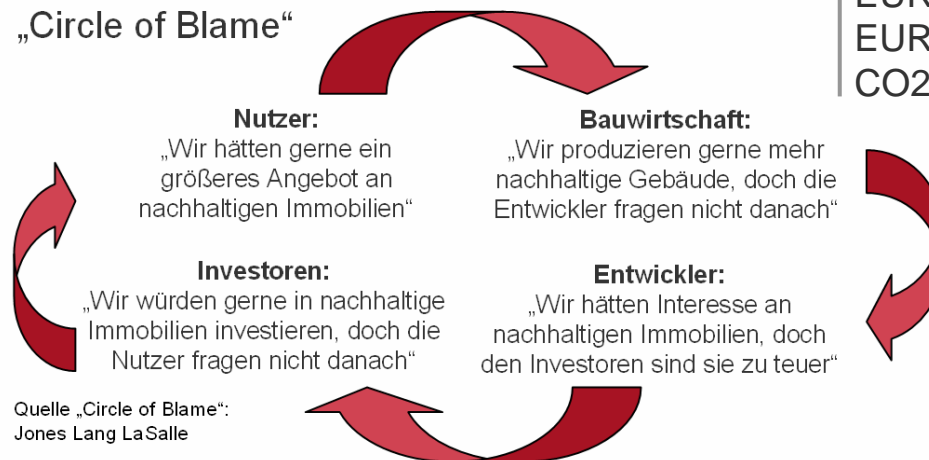 „Circle of Blame“
EUR
EUR
CO2
Nutzer:
„Wir hätten gerne ein
größeres Angebot an
nachhaltigen Immobilien“
Bauwirtschaft:
„Wir produzieren gerne mehr
nachhaltige Gebäude, doch die
Entwickler fragen nicht danach“
Investoren:
„Wir würden gerne in nachhaltige
Immobilien investieren, doch die
Nutzer fragen nicht danach“
Entwickler:
„Wir hätten Interesse an
nachhaltigen Immobilien, doch
den Investoren sind sie zu teuer“
Quelle „Circle of Blame“:
Jones Lang LaSalle